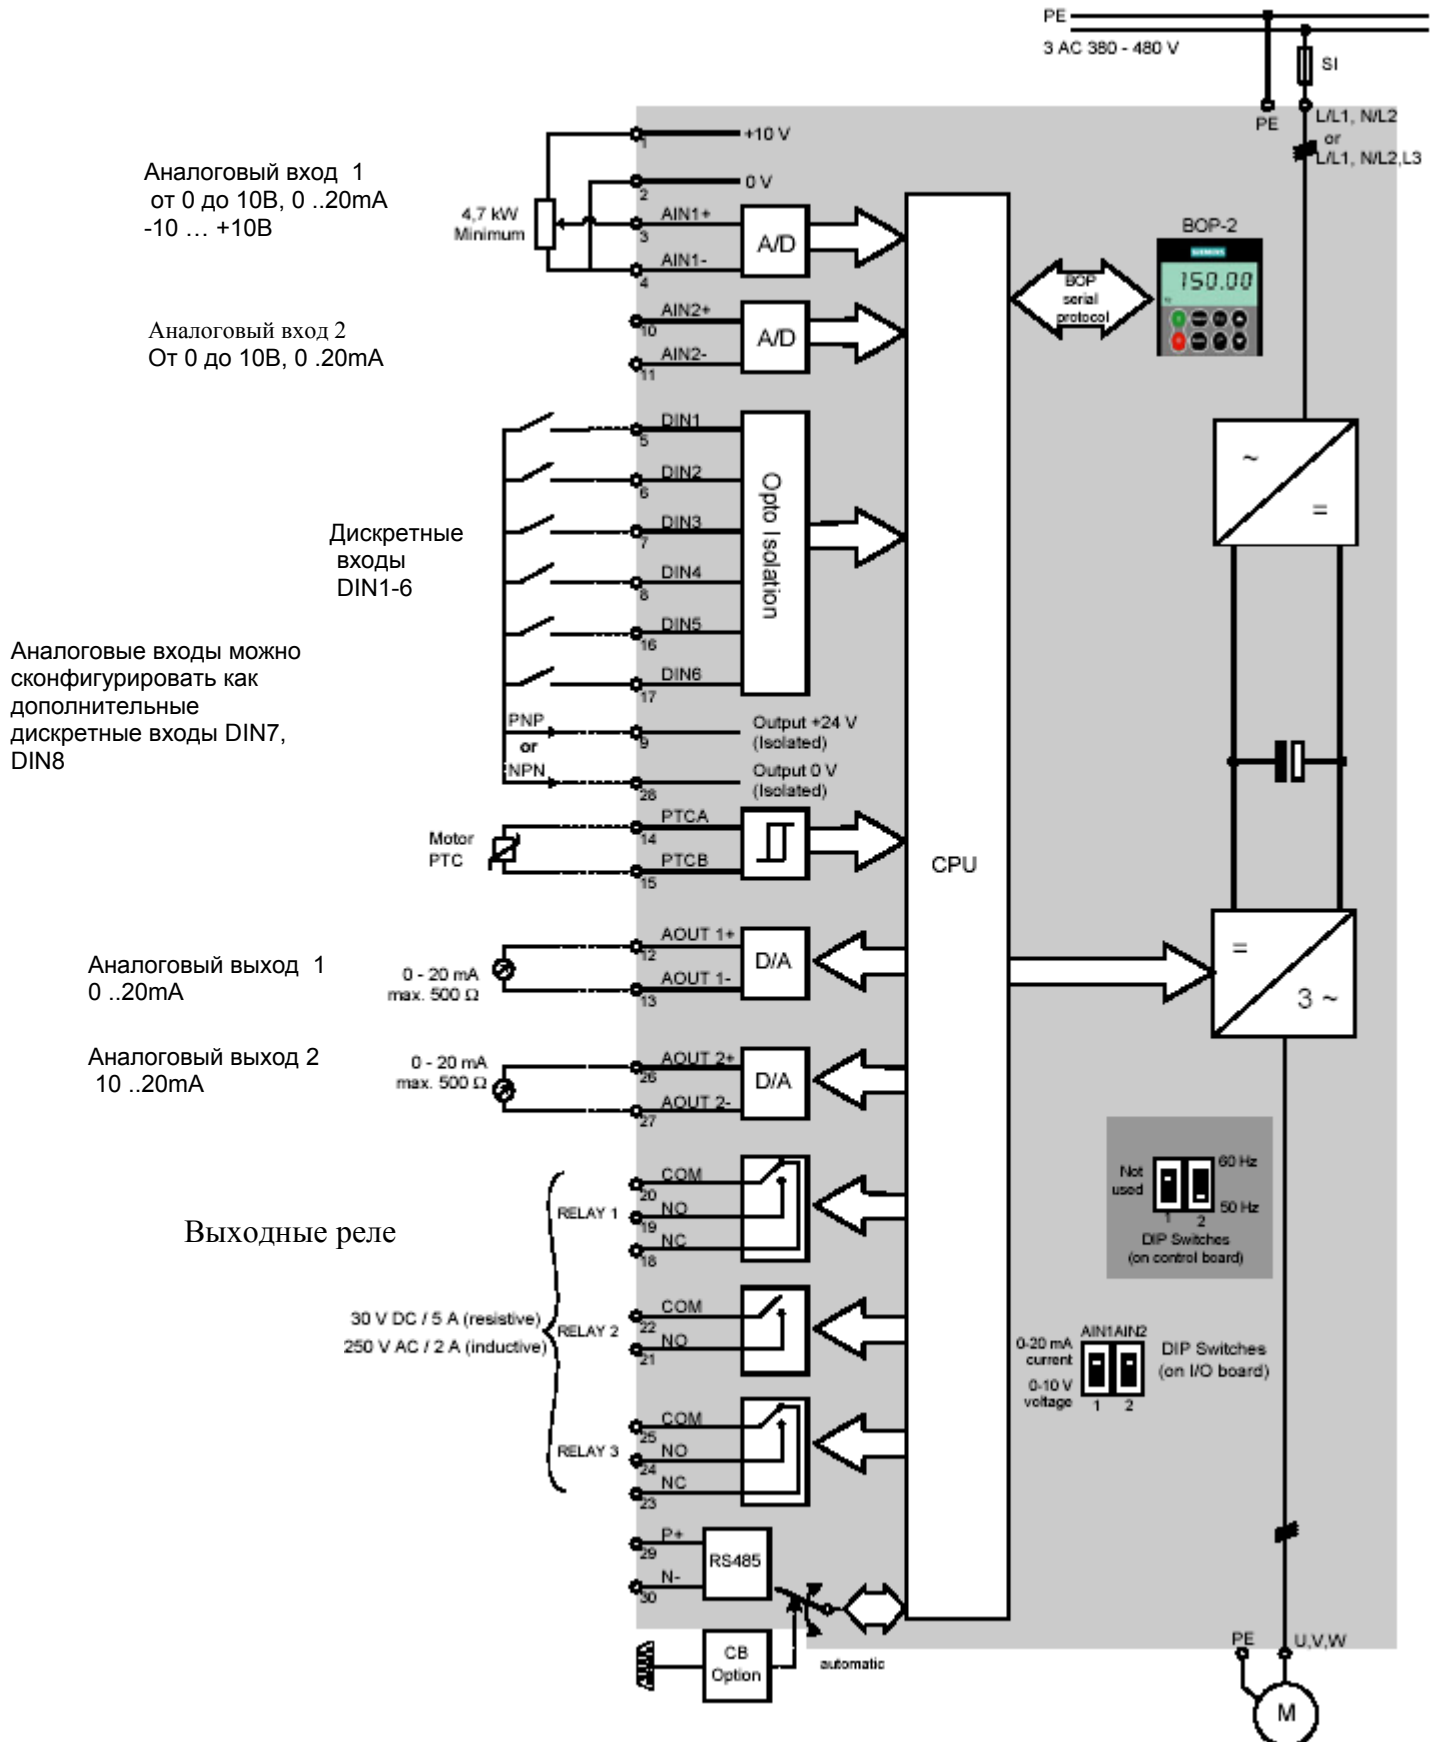 PE
3 AC 380 - 480 V
SI
PE
L/L1, N/L2
or
L/L1, N/L2,L3
Аналоговый вход 1
от 0 до 10В, 0 ..20mA
-10 … +10В
4,7 kW
Minimum
1
+10 V
2
0 V
3
AIN1+
4
AIN1-
A/D
BOP-2
SIEMENS
150.00
BOP
serial
protocol
Аналоговый вход 2
От 0 до 10В, 0 .20mA
10
AIN2+
11
AIN2-
A/D
Дискретные
входы
DIN1-6
5
DIN1
6
DIN2
7
DIN3
8
DIN4
16
DIN5
17
DIN6
Opto Isolation
~
=
Аналоговые входы можно
сконфигурировать как
дополнительные
дискретные входы DIN7,
DIN8
PNP
or
NPN
9
Output +24 V
(Isolated)
28
Output 0 V
(Isolated)
Motor
PTC
14
PTCA
15
PTCB
CPU
Аналоговый выход 1
0 ..20mA
0 - 20 mA
max. 500 Ω
12
AOUT 1+
13
AOUT 1-
D/A
=
3 ~
Аналоговый выход 2
10 ..20mA
0 - 20 mA
max. 500 Ω
26
AOUT 2+
27
AOUT 2-
D/A
Not
used
60 Hz
50 Hz
1 2
DIP Switches
(on control board)
Выходные реле
30 V DC / 5 A (resistive)
250 V AC / 2 A (inductive)
RELAY 1
20
COM
19
NO
18
NC
RELAY 2
22
COM
21
NO
RELAY 3
25
COM
24
NO
23
NC
0-20 mA
current
0-10 V
voltage
AIN1AIN2
1 2
DIP Switches
(on I/O board)
29
P+
30
N-
RS485
CB
Option
automatic
PE
U,V,W
M